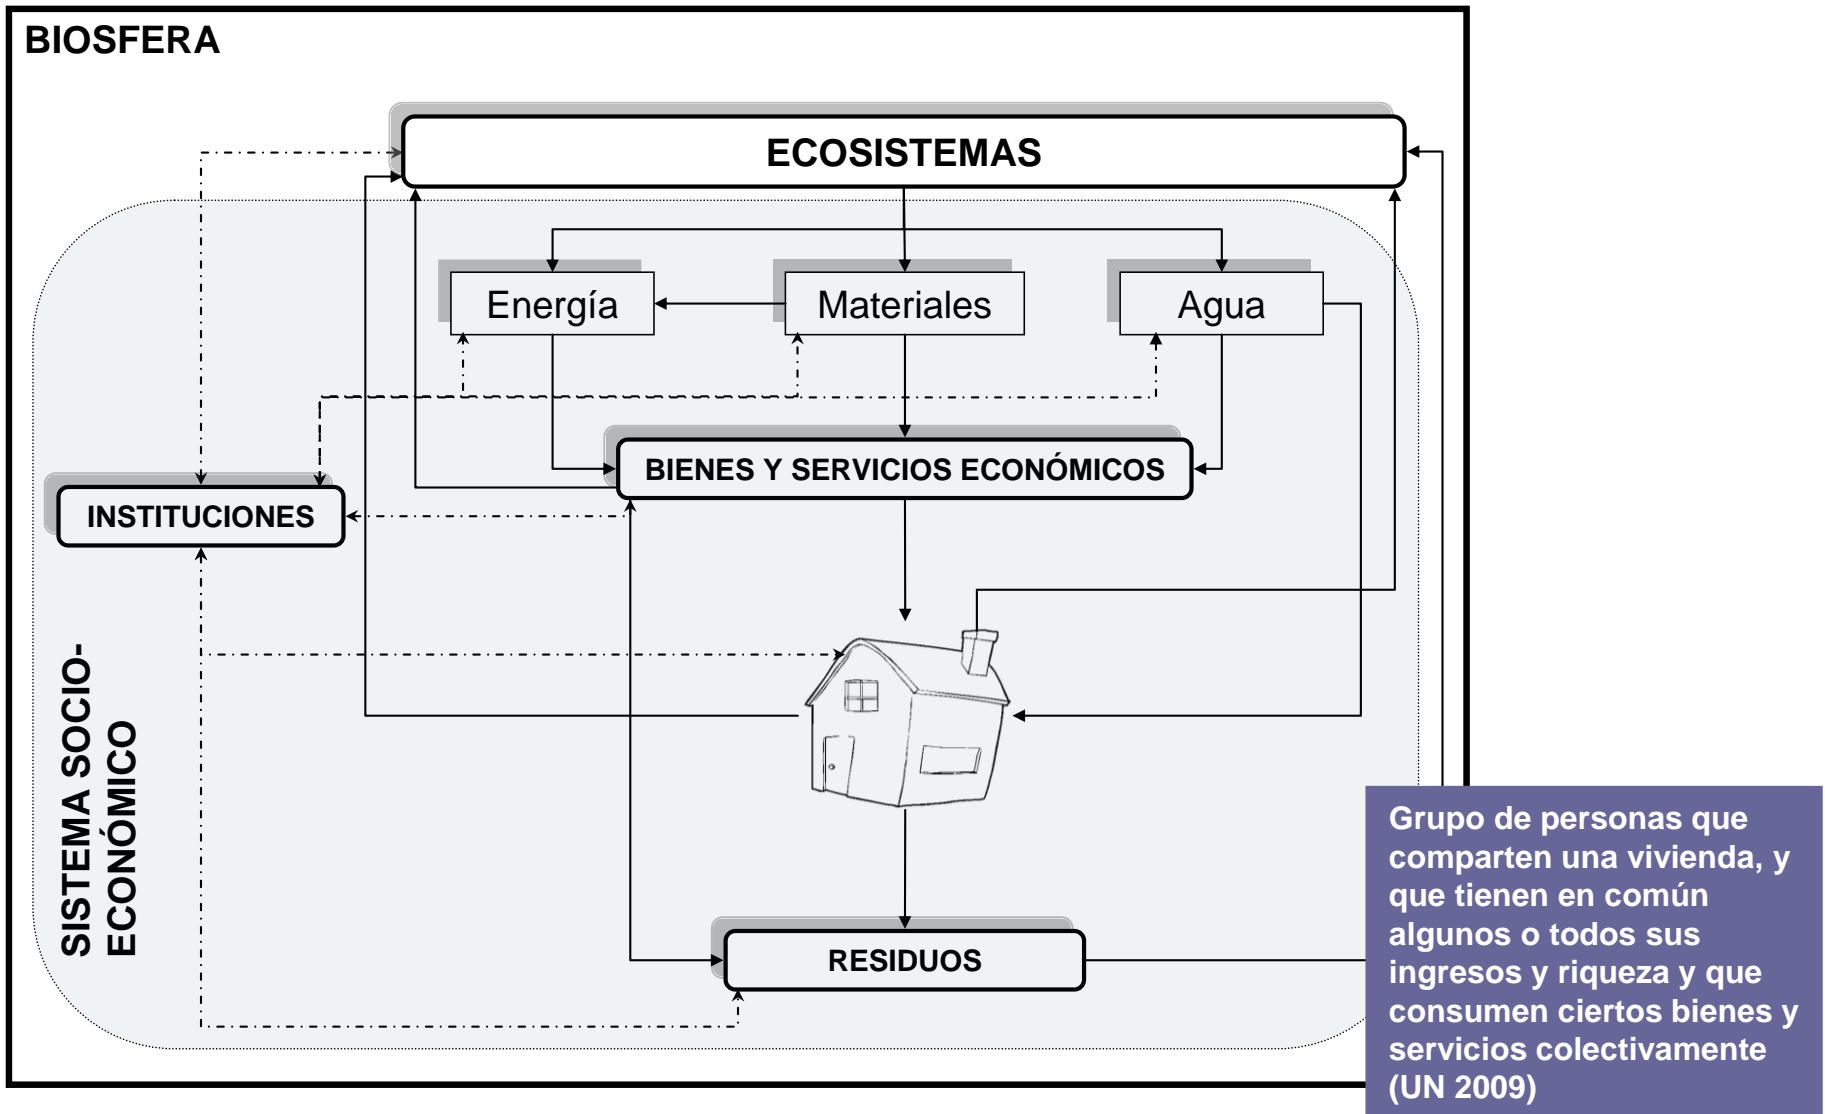 BIOSFERA
ECOSISTEMAS
Energía
Materiales
Agua
BIENES Y SERVICIOS ECONÓMICOS
INSTITUCIONES
SISTEMA SOCIO-
ECONÓMICO
RESIDUOS
Grupo de personas que
comparten una vivienda, y
que tienen en común
algunos o todos sus
ingresos y riqueza y que
consumen ciertos bienes y
servicios colectivamente
(UN 2009)